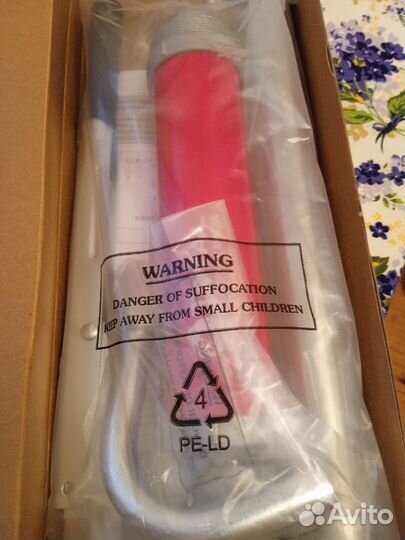 WARNING
DANGER OF SUFFOCATION
KEEP AWAY FROM SMALL CHILDREN
4
PE-LD
Avito